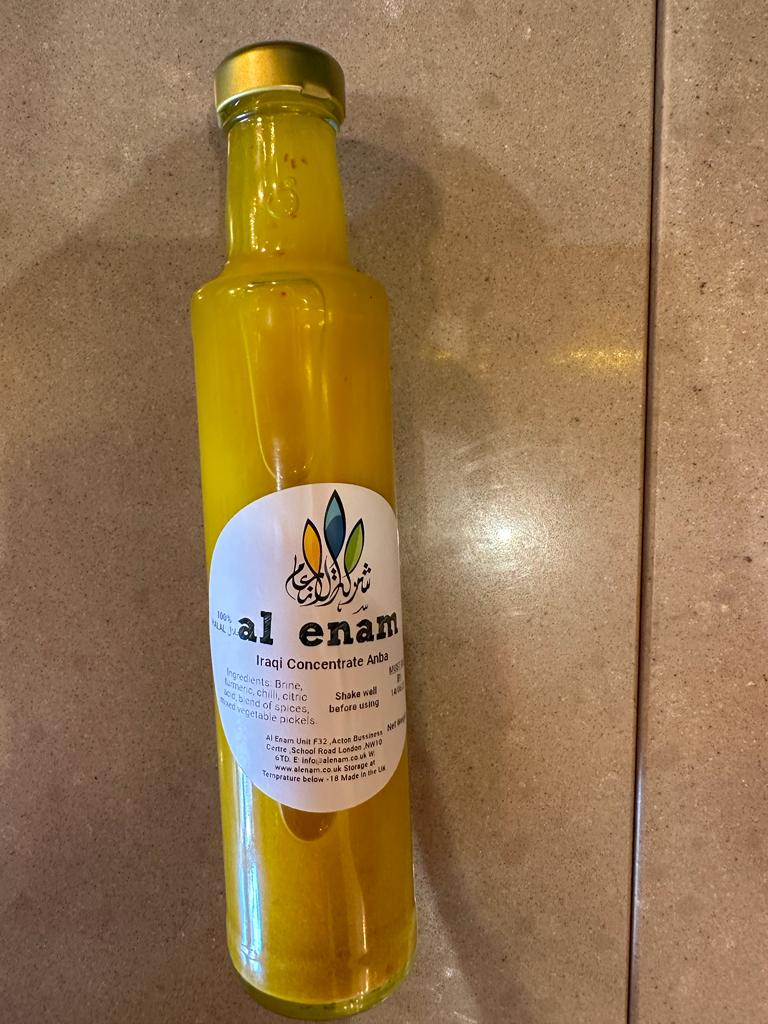 شركة الانعام
100%
HALAL حلال
al enam
Iraqi Concentrate Anba
Ingredients: Brine,
turmeric, chilli, citric
acid, blend of spices,
mixed vegetable pickels.
Shake well
before using
Net
Al Enam Unit F32 ,Acton Bussiness
Centre ,School Road London ,NW10
6TD. E: info@alenam.co.uk W:
www.alenam.co.uk Storage at
Temprature below -18 Made in the UK